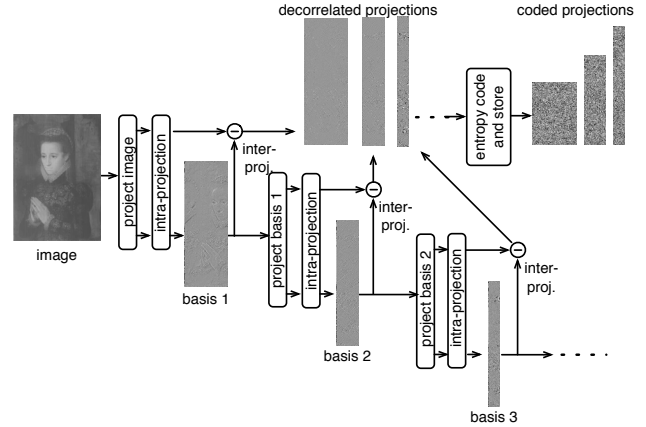 decorrelated projections
coded projections
entropy code
and store
project image
intra-projection
inter-
proj.
image
basis 1
project basis 1
intra-projection
inter-
proj.
basis 2
project basis 2
intra-projection
inter-
proj.
basis 3